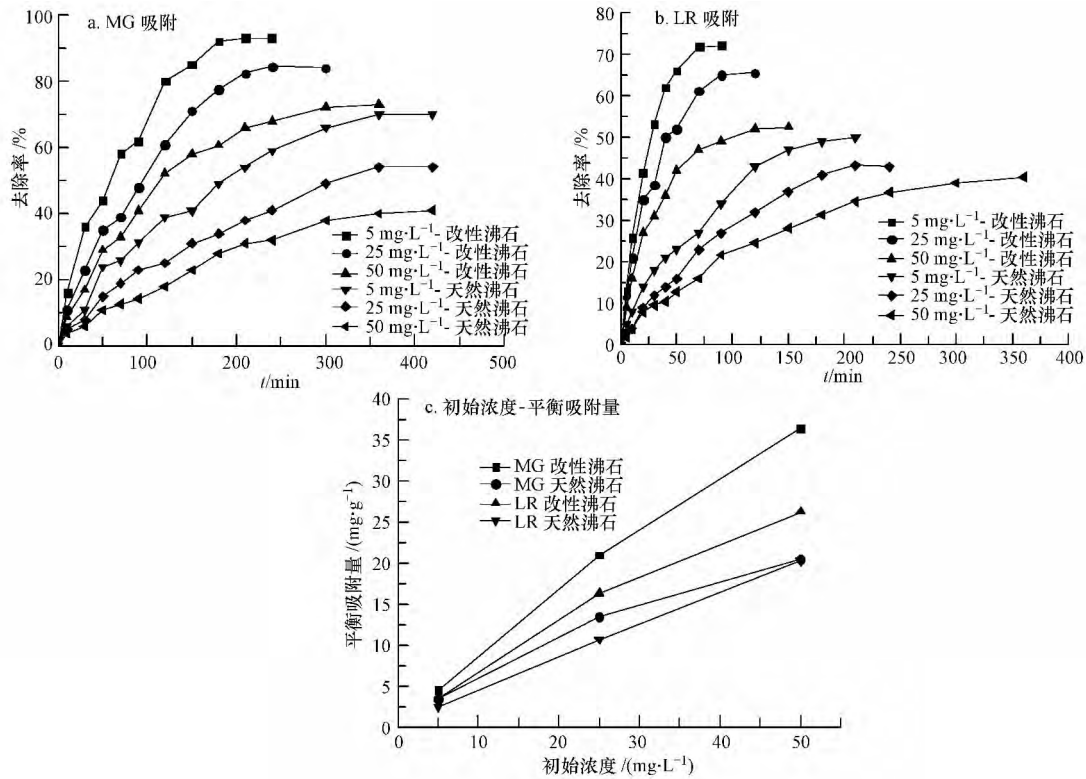 a. MG 吸附
100
80
60
40
20
0
去除率/%
0 100 200 300 400 500
t/min
5 mg·L⁻¹- 改性沸石
25 mg·L⁻¹- 改性沸石
50 mg·L⁻¹- 改性沸石
5 mg·L⁻¹- 天然沸石
25 mg·L⁻¹- 天然沸石
50 mg·L⁻¹- 天然沸石
b. LR 吸附
80
70
60
50
40
30
20
10
0
去除率/%
0 50 100 150 200 250 300 350 400
t/min
5 mg·L⁻¹- 改性沸石
25 mg·L⁻¹- 改性沸石
50 mg·L⁻¹- 改性沸石
5 mg·L⁻¹- 天然沸石
25 mg·L⁻¹- 天然沸石
50 mg·L⁻¹- 天然沸石
c. 初始浓度-平衡吸附量
40
35
30
25
20
15
10
5
0
平衡吸附量/(mg·g⁻¹)
MG 改性沸石
MG 天然沸石
LR 改性沸石
LR 天然沸石
0 10 20 30 40 50
初始浓度/(mg·L⁻¹)